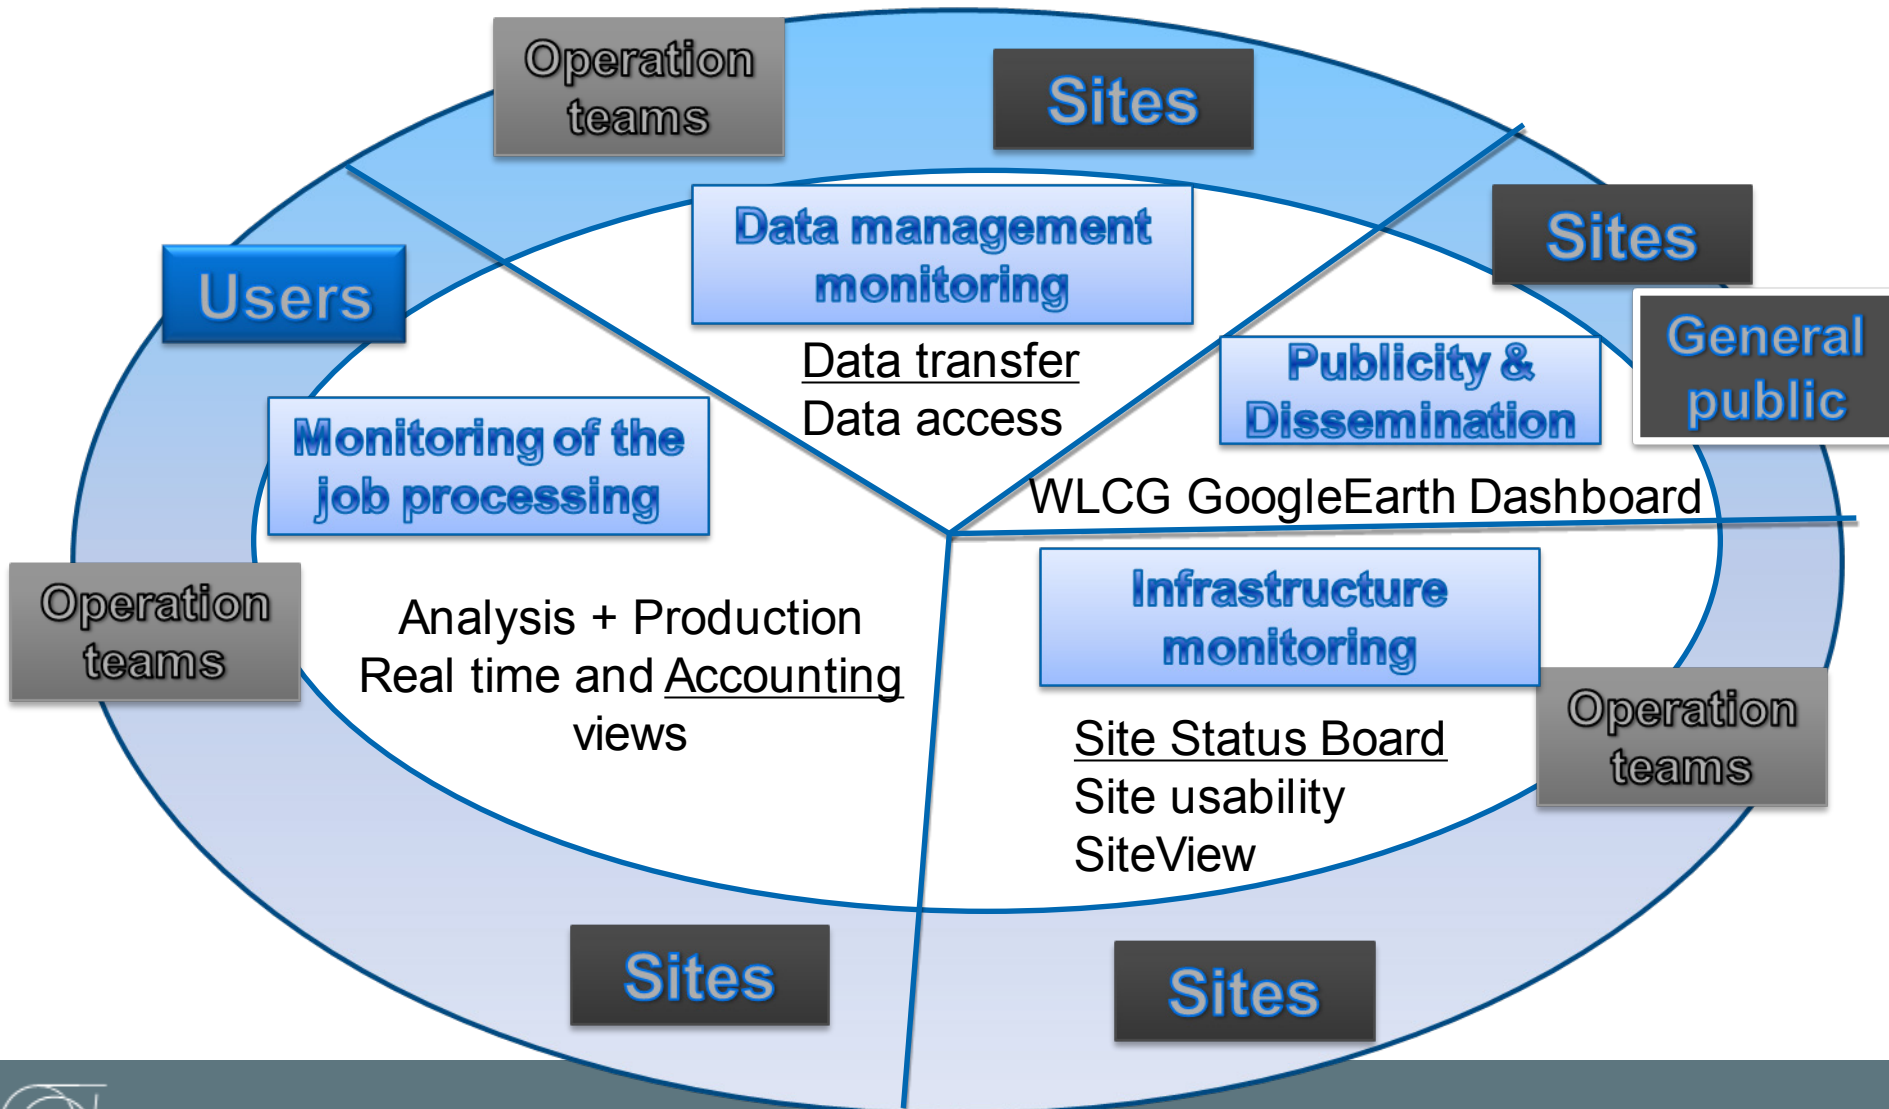 Operation
teams
Sites
Sites
General
public
Users
Data management
monitoring
Data transfer
Data access
Publicity &
Dissemination
WLCG GoogleEarth Dashboard
Monitoring of the
job processing
Analysis + Production
Real time and Accounting
views
Operation
teams
Infrastructure
monitoring
Site Status Board
Site usability
SiteView
Operation
teams
Sites
Sites